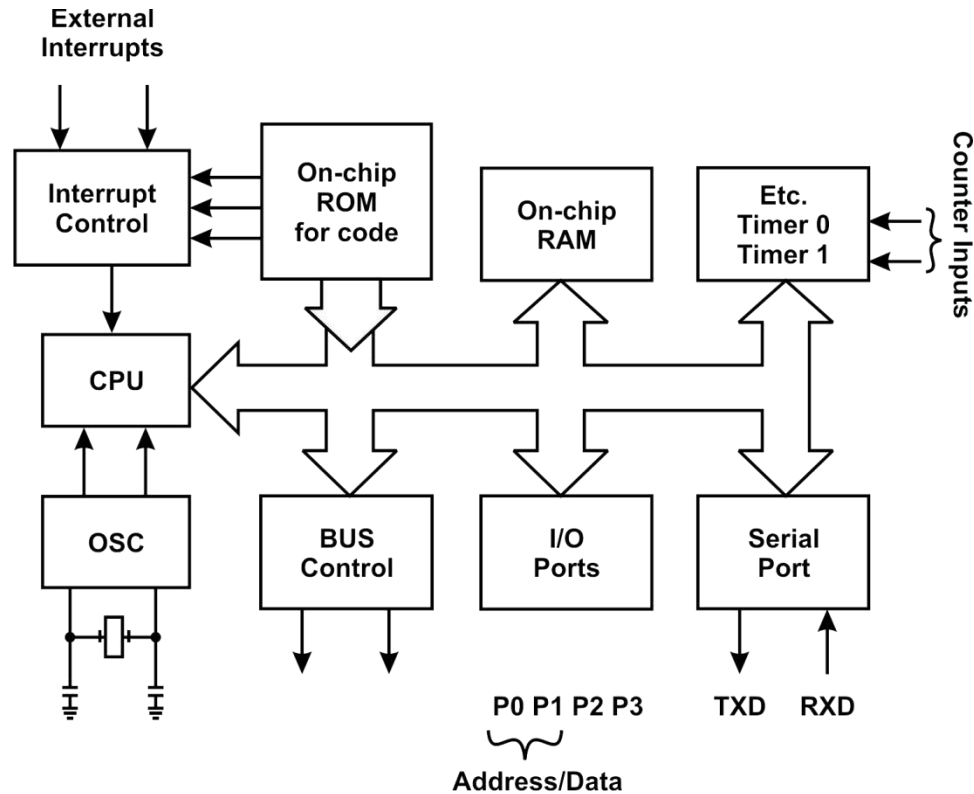 External
Interrupts
Interrupt
Control
On-chip
ROM
for code
On-chip
RAM
Etc.
Timer 0
Timer 1
Counter Inputs
CPU
OSC
BUS
Control
I/O
Ports
Serial
Port
P0 P1 P2 P3
TXD
RXD
Address/Data